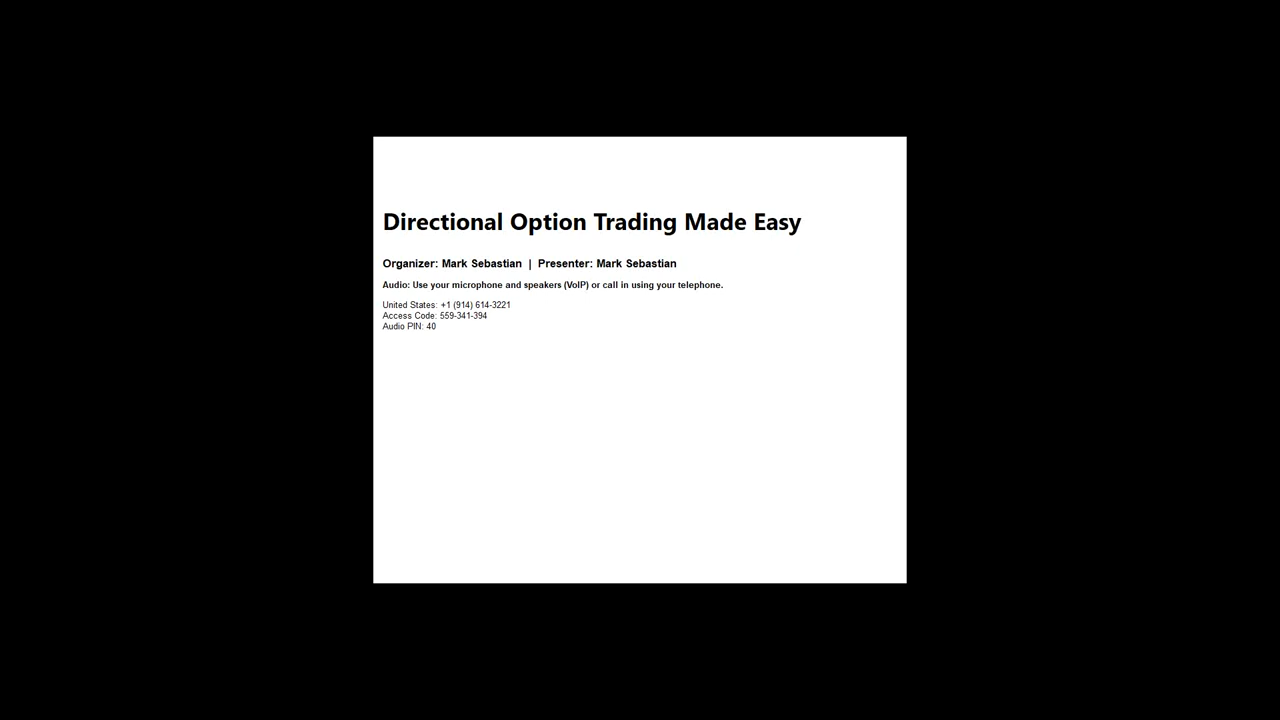 Directional Option Trading Made Easy
Organizer: Mark Sebastian | Presenter: Mark Sebastian
Audio: Use your microphone and speakers (VoIP) or call in using your telephone.
United States: +1 (914) 614-3221
Access Code: 559-341-394
Audio PIN: 40